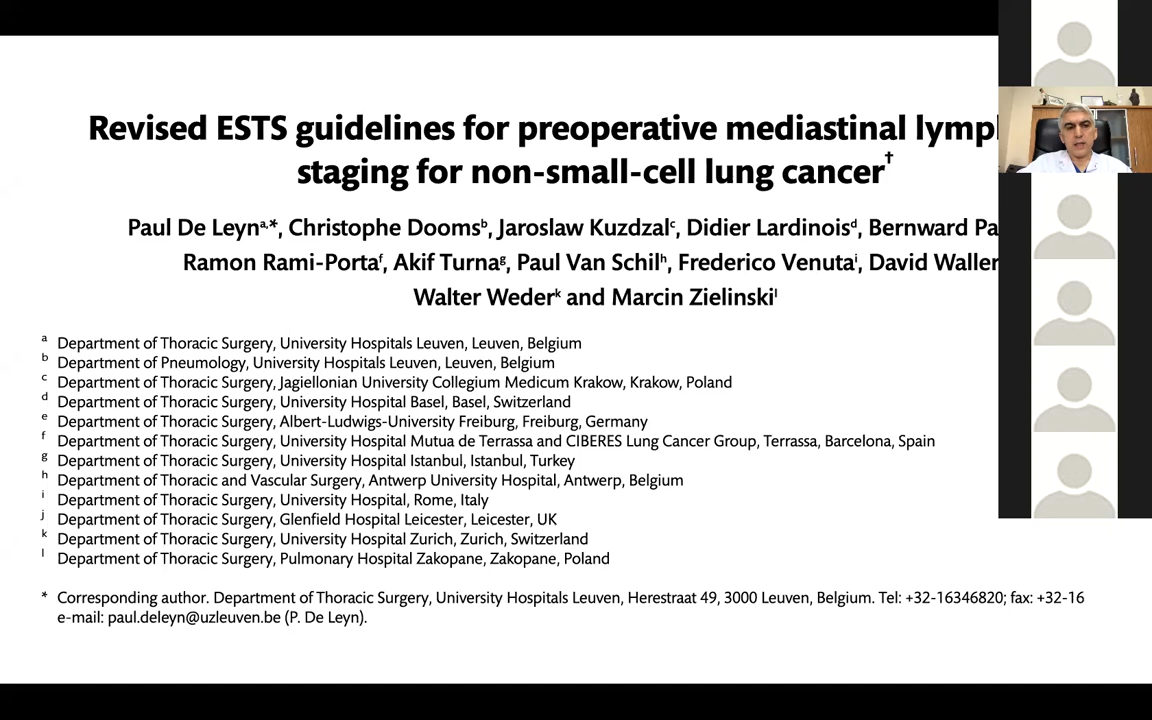 Revised ESTS guidelines for preoperative mediastinal
staging for non-small-cell lung cancer†
Paul De Leynᵃ,*, Christophe Doomsᵇ, Jaroslaw Kuzdzalᶜ, Didier Lardinoisᵈ, Bernward
Ramon Rami-Portaᶠ, Akif Turnaᵍ, Paul Van Schilʰ, Frederico Venutaⁱ, David Waller
Walter Wederᵏ and Marcin Zielinskiˡ
ᵃ Department of Thoracic Surgery, University Hospitals Leuven, Leuven, Belgium
ᵇ Department of Pneumology, University Hospitals Leuven, Leuven, Belgium
ᶜ Department of Thoracic Surgery, Jagiellonian University Collegium Medicum Krakow, Krakow, Poland
ᵈ Department of Thoracic Surgery, University Hospital Basel, Basel, Switzerland
ᵉ Department of Thoracic Surgery, Albert-Ludwigs-University Freiburg, Freiburg, Germany
ᶠ Department of Thoracic Surgery, University Hospital Mutua de Terrassa and CIBERES Lung Cancer Group, Terrassa, Barcelona, Spain
ᵍ Department of Thoracic Surgery, University Hospital Istanbul, Istanbul, Turkey
ʰ Department of Thoracic and Vascular Surgery, Antwerp University Hospital, Antwerp, Belgium
ⁱ Department of Thoracic Surgery, University Hospital, Rome, Italy
ʲ Department of Thoracic Surgery, Glenfield Hospital Leicester, Leicester, UK
ᵏ Department of Thoracic Surgery, University Hospital Zurich, Zurich, Switzerland
ˡ Department of Thoracic Surgery, Pulmonary Hospital Zakopane, Zakopane, Poland
* Corresponding author. Department of Thoracic Surgery, University Hospitals Leuven, Herestraat 49, 3000 Leuven, Belgium. Tel: +32-16346820; fax: +32-16
e-mail: paul.deleyn@uzleuven.be (P. De Leyn).